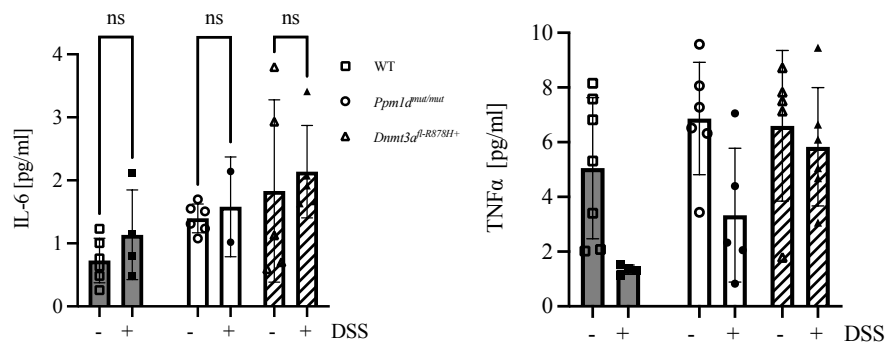 ns
ns
ns
IL-6 [pg/ml]
4
3
2
1
0
WT
Ppm1d^mut/mut
Dnmt3a^fl-R878H+
- + - + - + DSS
TNFα [pg/ml]
10
8
6
4
2
0
- + - + - + DSS